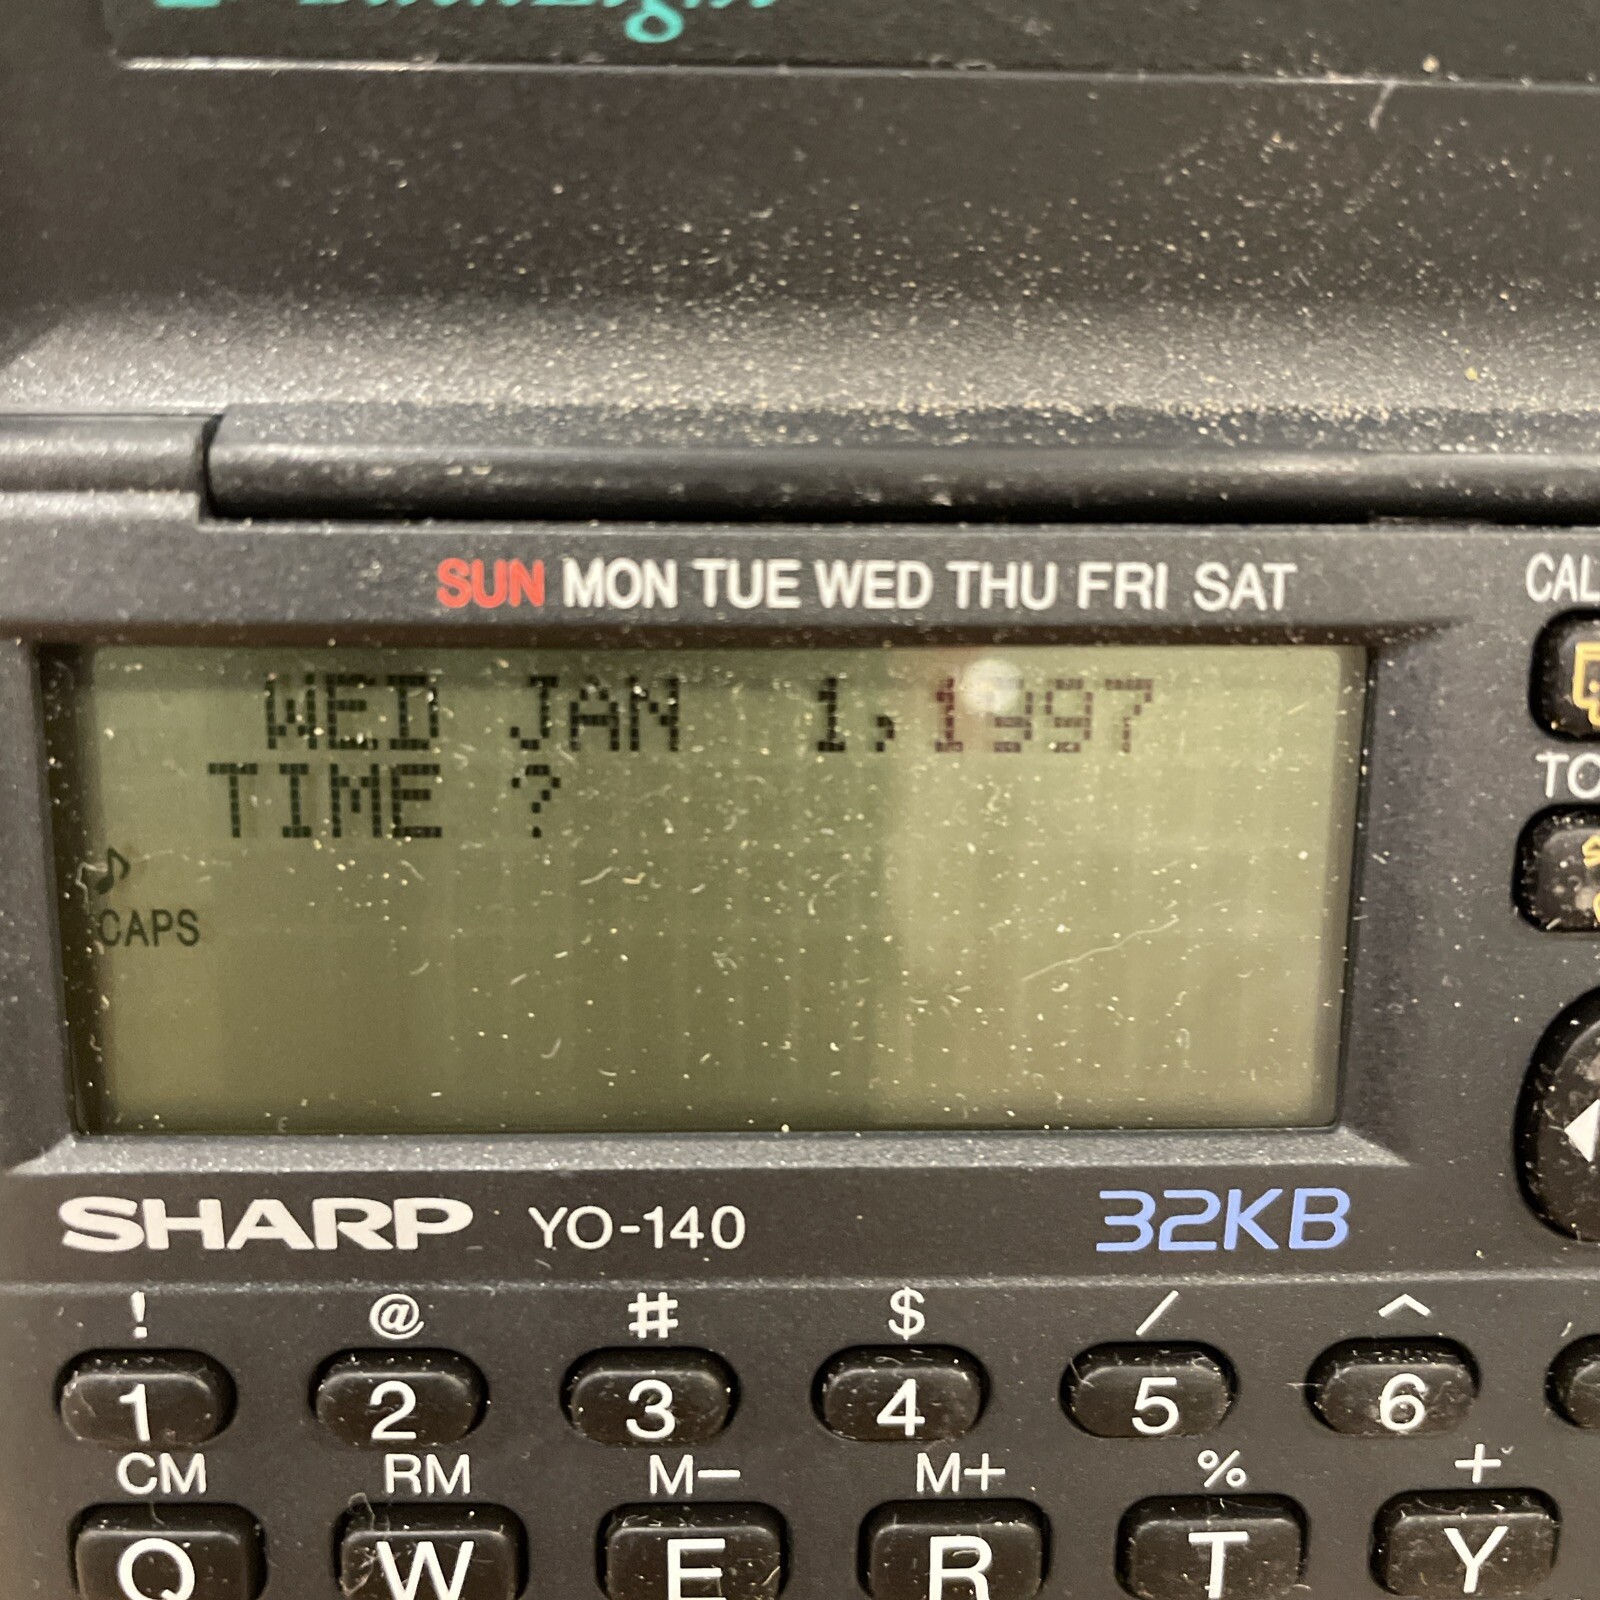 BackLight
SUN MON TUE WED THU FRI SAT
CAL
WED JAN 1,1997
TIME ?
TO
CAPS
SHARP YO-140 32KB
! @ # $ / ^
1 2 3 4 5 6
CM RM M− M+ % +
Q W E R T Y